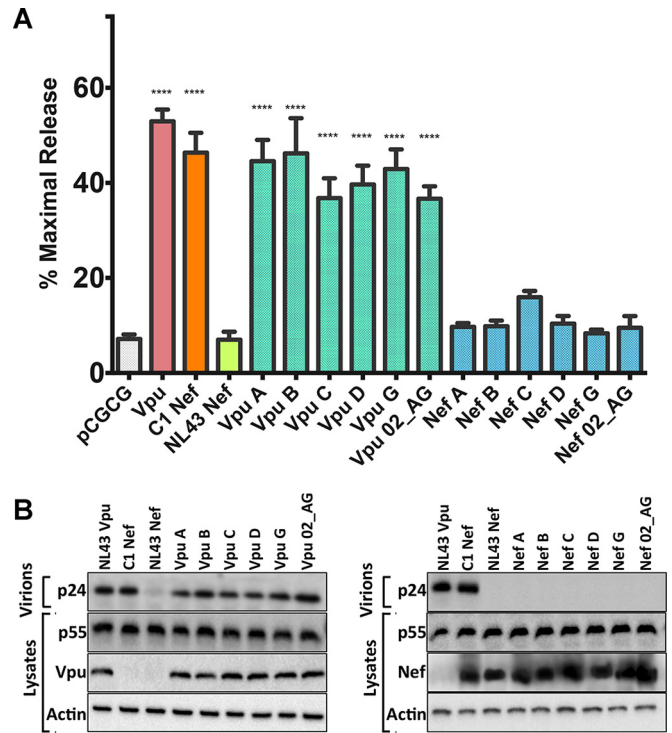 A
% Maximal Release
60
40
20
0
**** ****
**** **** **** **** **** ****
pCGCG
Vpu
C1 Nef
NL43 Nef
Vpu A
Vpu B
Vpu C
Vpu D
Vpu G
Vpu 02_AG
Nef A
Nef B
Nef C
Nef D
Nef G
Nef 02_AG
B
NL43 Vpu
C1 Nef
NL43 Nef
Vpu A
Vpu B
Vpu C
Vpu D
Vpu G
Vpu 02_AG
Virions
p24
Lysates
p55
Vpu
Actin
NL43 Vpu
C1 Nef
NL43 Nef
Nef A
Nef B
Nef C
Nef D
Nef G
Nef 02_AG
Virions
p24
Lysates
p55
Nef
Actin